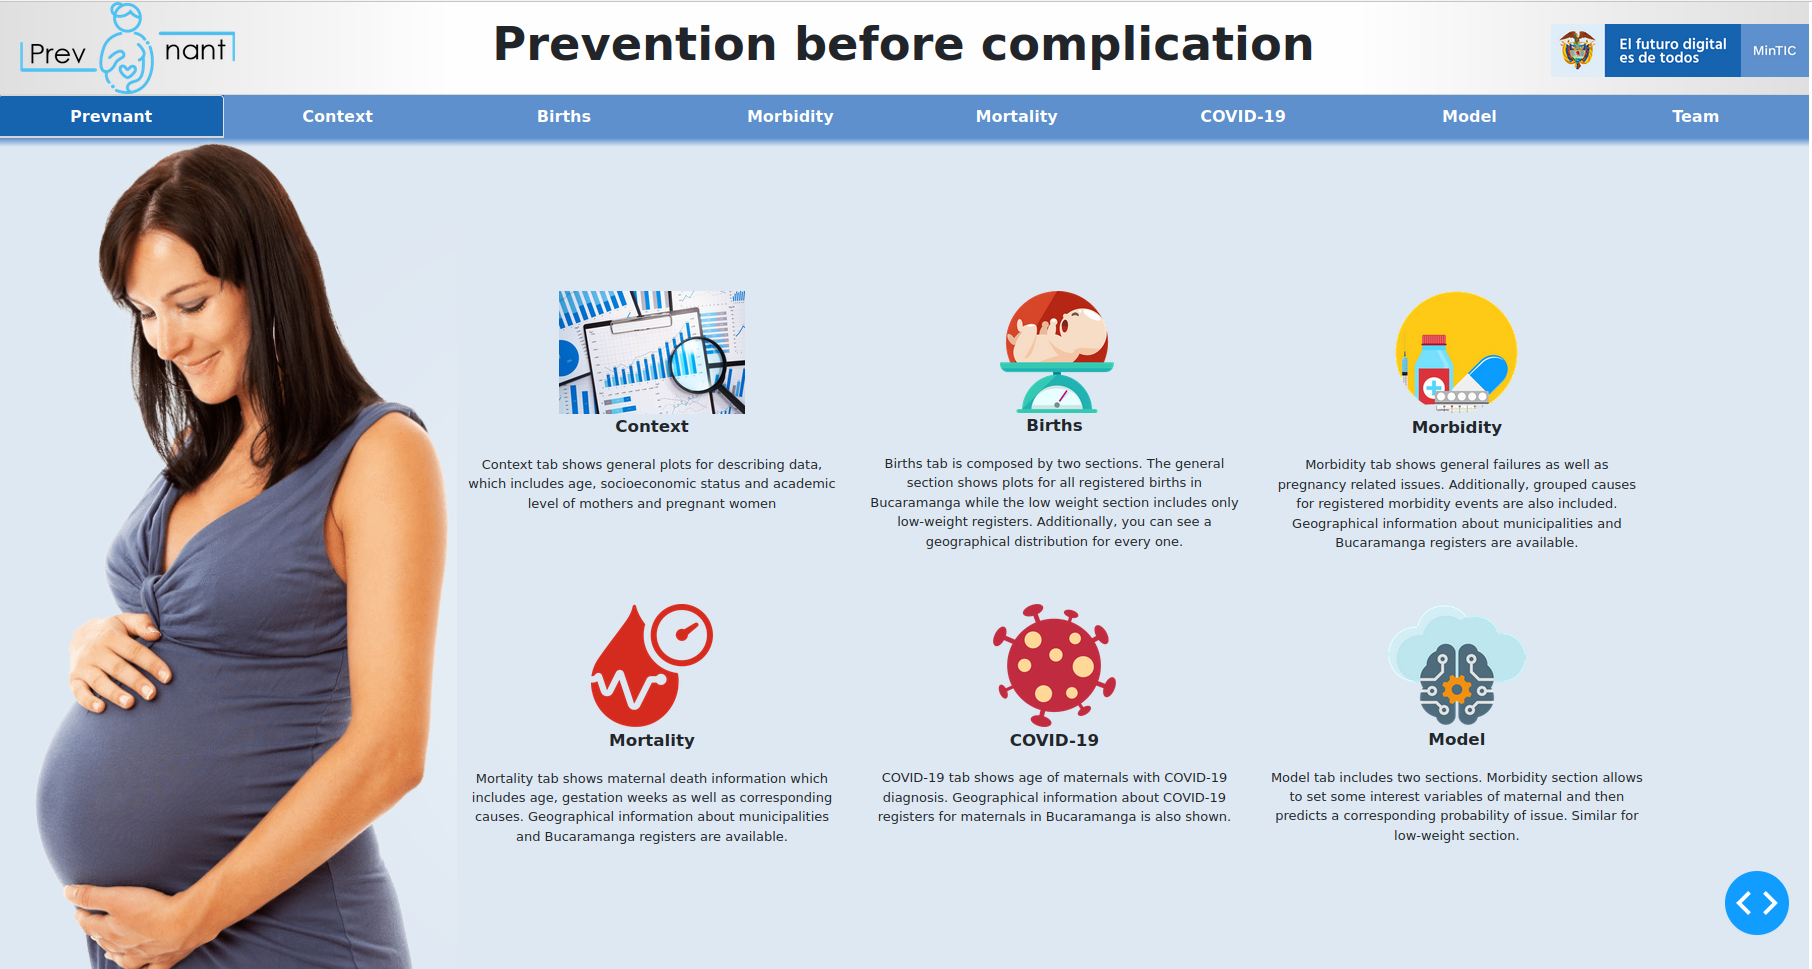 Prev
nant
Prevention before complication
El futuro digital
es de todos
MinTIC
Prevnant
Context
Births
Morbidity
Mortality
COVID-19
Model
Team
Context
Context tab shows general plots for describing data,
which includes age, socioeconomic status and academic
level of mothers and pregnant women
Births
Births tab is composed by two sections. The general
section shows plots for all registered births in
Bucaramanga while the low weight section includes only
low-weight registers. Additionally, you can see a
geographical distribution for every one.
Morbidity
Morbidity tab shows general failures as well as
pregnancy related issues. Additionally, grouped causes
for registered morbidity events are also included.
Geographical information about municipalities and
Bucaramanga registers are available.
Mortality
Mortality tab shows maternal death information which
includes age, gestation weeks as well as corresponding
causes. Geographical information about municipalities
and Bucaramanga registers are available.
COVID-19
COVID-19 tab shows age of maternals with COVID-19
diagnosis. Geographical information about COVID-19
registers for maternals in Bucaramanga is also shown.
Model
Model tab includes two sections. Morbidity section allows
to set some interest variables of maternal and then
predicts a corresponding probability of issue. Similar for
low-weight section.